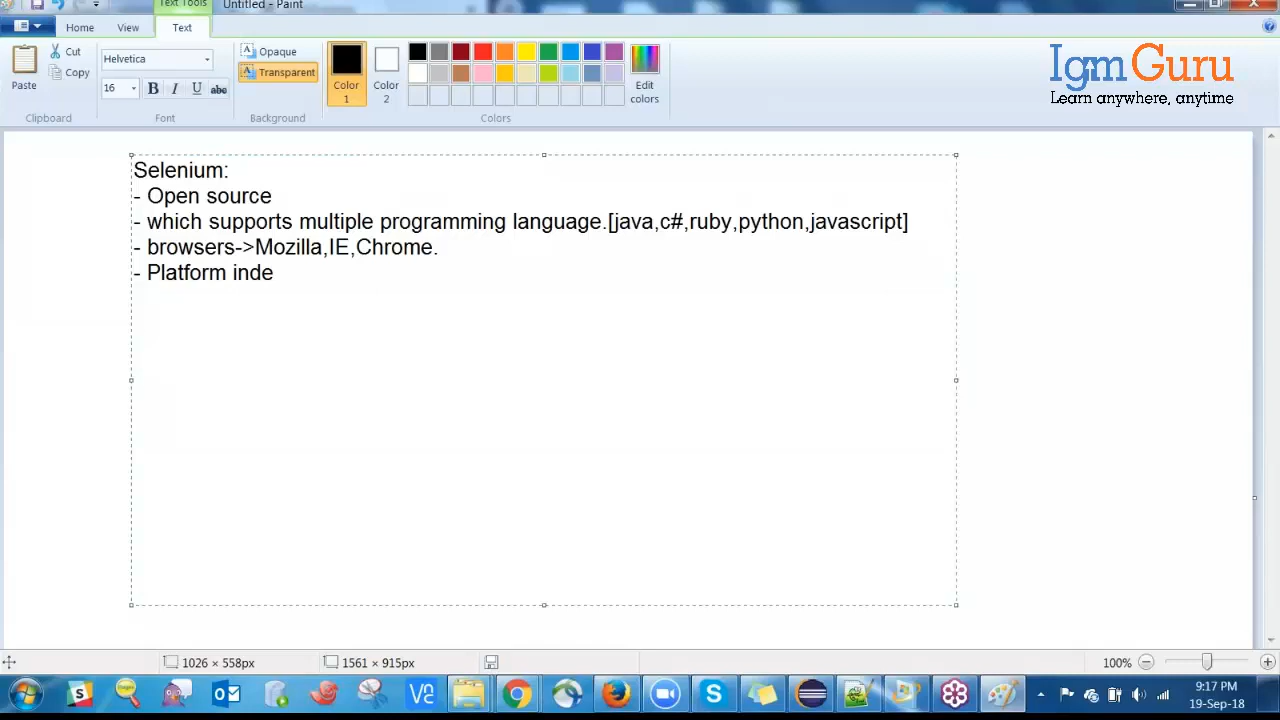 Text Tools
Untitled - Paint
Home View Text
Paste
Cut
Copy
Clipboard
Helvetica
16 B I U abc
Font
Opaque
Transparent
Background
Color 1
Color 2
Edit colors
Colors
IgmGuru
Learn anywhere, anytime
Selenium:
- Open source
- which supports multiple programming language.[java,c#,ruby,python,javascript]
- browsers->Mozilla,IE,Chrome.
- Platform inde
1026 × 558px
1561 × 915px
100%
9:17 PM
19-Sep-18